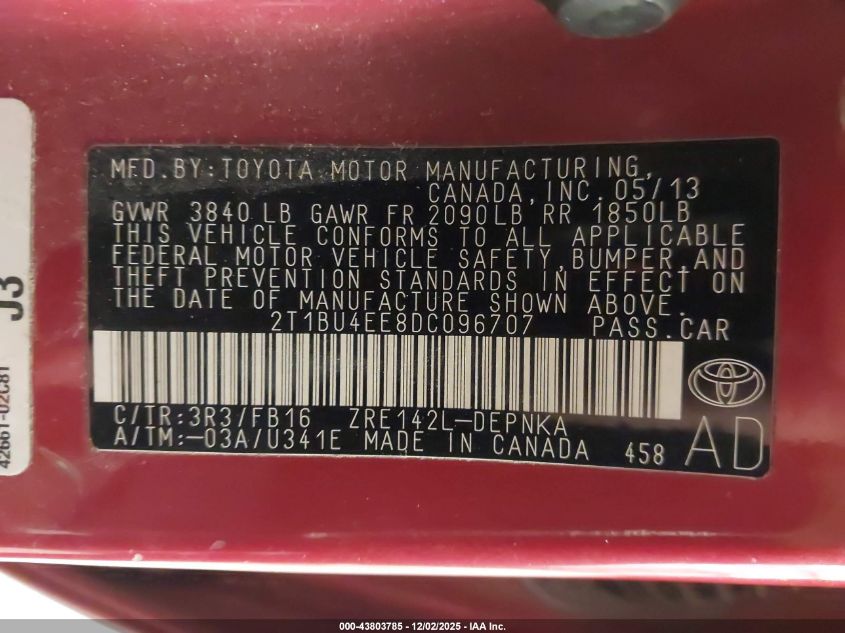 MFD.BY:TOYOTA MOTOR MANUFACTURING,
CANADA,INC. 05/13
GVWR 3840 LB GAWR FR 2090LB RR 1850LB
THIS VEHICLE CONFORMS TO ALL APPLICABLE
FEDERAL MOTOR VEHICLE SAFETY,BUMPER,AND
THEFT PREVENTION STANDARDS IN EFFECT ON
THE DATE OF MANUFACTURE SHOWN ABOVE.
2T1BU4EE8DC096707 PASS.CAR
C/TR:3R3/FB16 ZRE142L-DEPNKA
A/TM:-03A/U341E MADE IN CANADA 458 AD
J3
42661-02C81
000-43803785 - 12/02/2025 - IAA Inc.